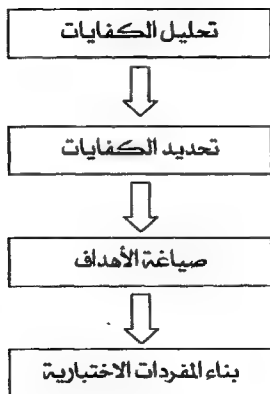 تحليل الكفايات
تحديد الكفايات
صياغة الأهداف
بناء المفردات الاختبارية